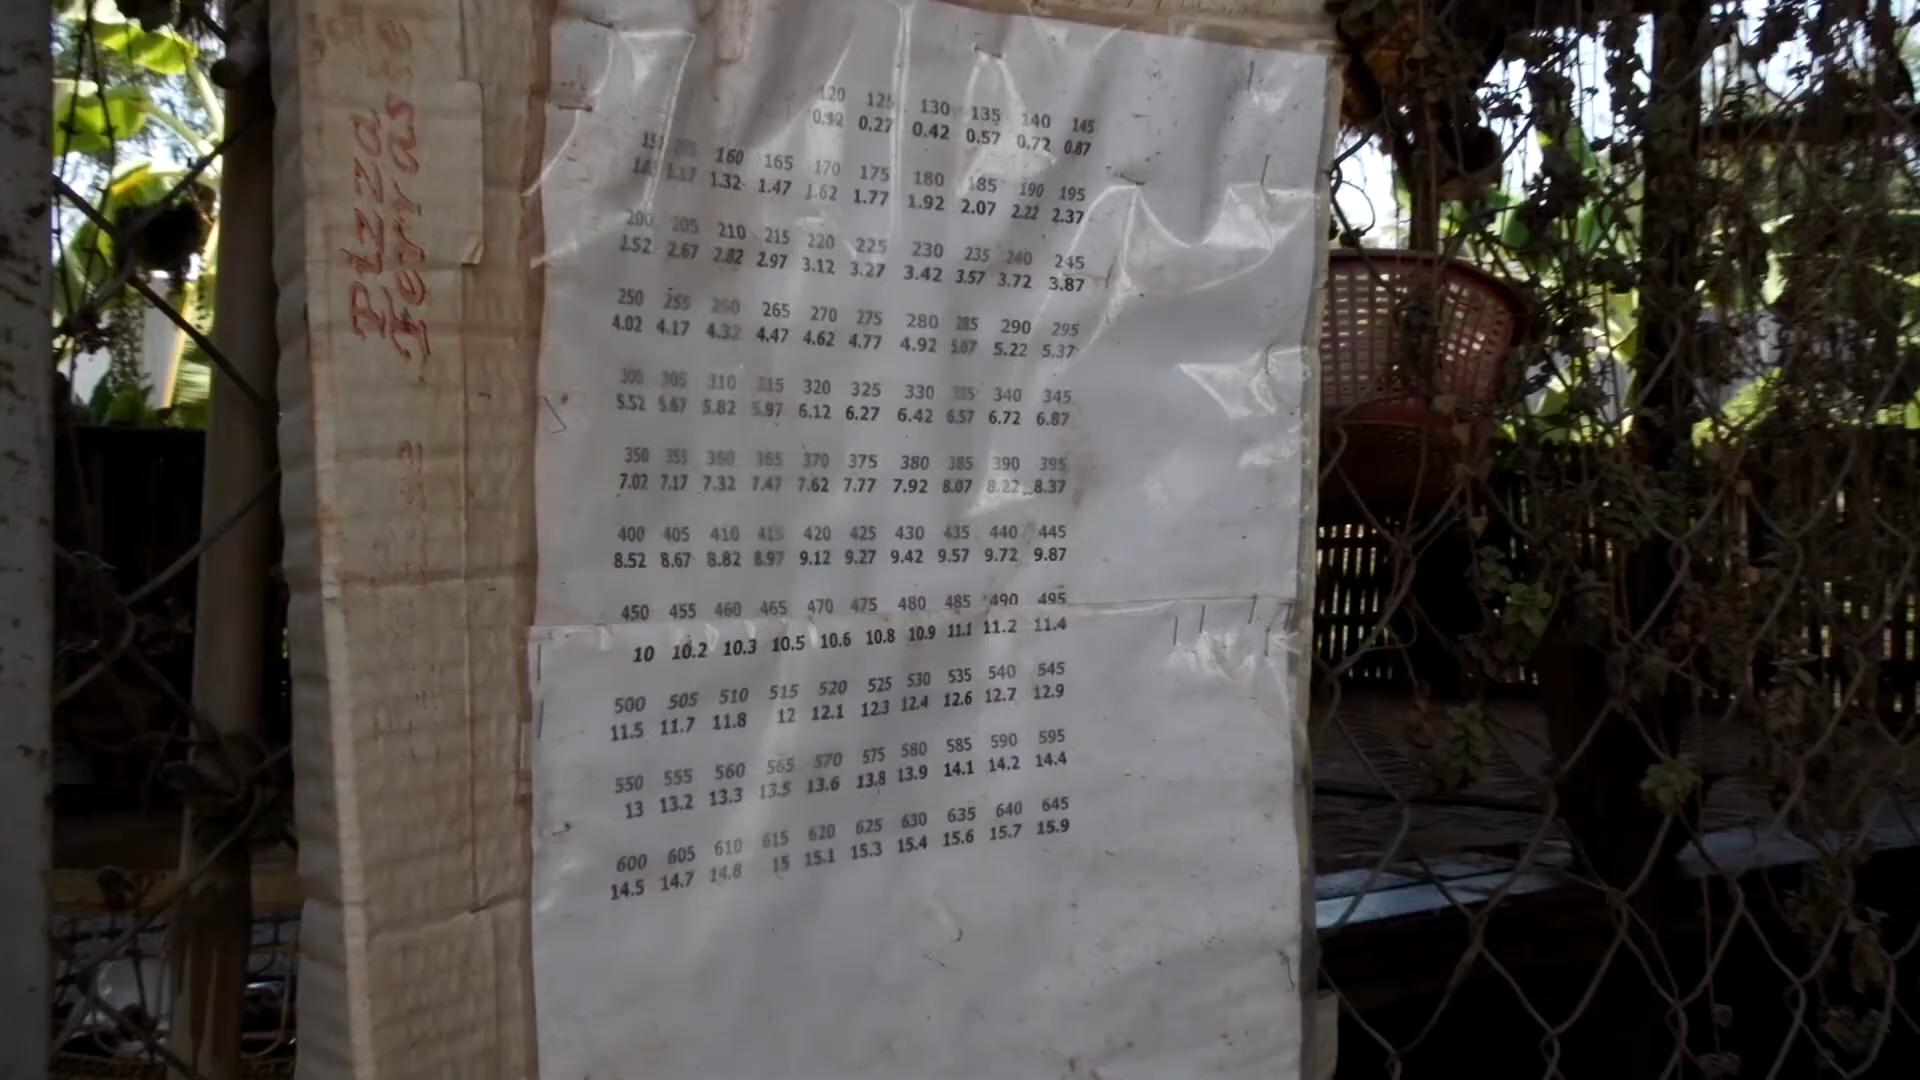 Pizza
Terrasse
120 125 130 135 140 145
0.27 0.42 0.57 0.72 0.87
160 165 170 175 180 185 190 195
1.17 1.32 1.47 1.62 1.77 1.92 2.07 2.22 2.37
200 205 210 215 220 225 230 235 240 245
2.52 2.67 2.82 2.97 3.12 3.27 3.42 3.57 3.72 3.87
250 255 260 265 270 275 280 285 290 295
4.02 4.17 4.32 4.47 4.62 4.77 4.92 5.07 5.22 5.37
300 305 310 315 320 325 330 335 340 345
5.52 5.67 5.82 5.97 6.12 6.27 6.42 6.57 6.72 6.87
350 355 360 365 370 375 380 385 390 395
7.02 7.17 7.32 7.47 7.62 7.77 7.92 8.07 8.22 8.37
400 405 410 415 420 425 430 435 440 445
8.52 8.67 8.82 8.97 9.12 9.27 9.42 9.57 9.72 9.87
450 455 460 465 470 475 480 485 490 495
10 10.2 10.3 10.5 10.6 10.8 10.9 11.1 11.2 11.4
500 505 510 515 520 525 530 535 540 545
11.5 11.7 11.8 12 12.1 12.3 12.4 12.6 12.7 12.9
550 555 560 565 570 575 580 585 590 595
13 13.2 13.3 13.5 13.6 13.8 13.9 14.1 14.2 14.4
600 605 610 615 620 625 630 635 640 645
14.5 14.7 14.8 15 15.1 15.3 15.4 15.6 15.7 15.9